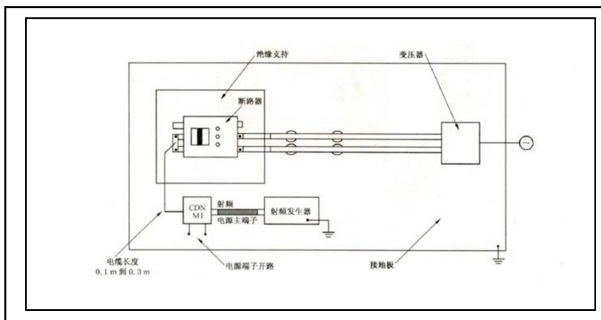 绝缘支持
变压器
断路器
CDN
M1
射频
电源主端子
射频发生器
电缆长度
0.1 m 到 0.3 m
电源端子开路
接地板